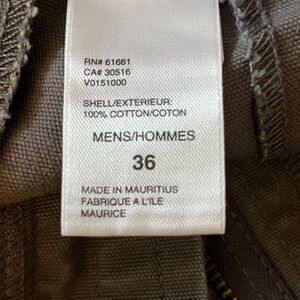 RN# 61661
CA# 30516
V0151000
SHELL/EXTERIEUR:
100% COTTON/COTON
MENS/HOMMES
36
MADE IN MAURITIUS
FABRIQUE A L'ILE
MAURICE